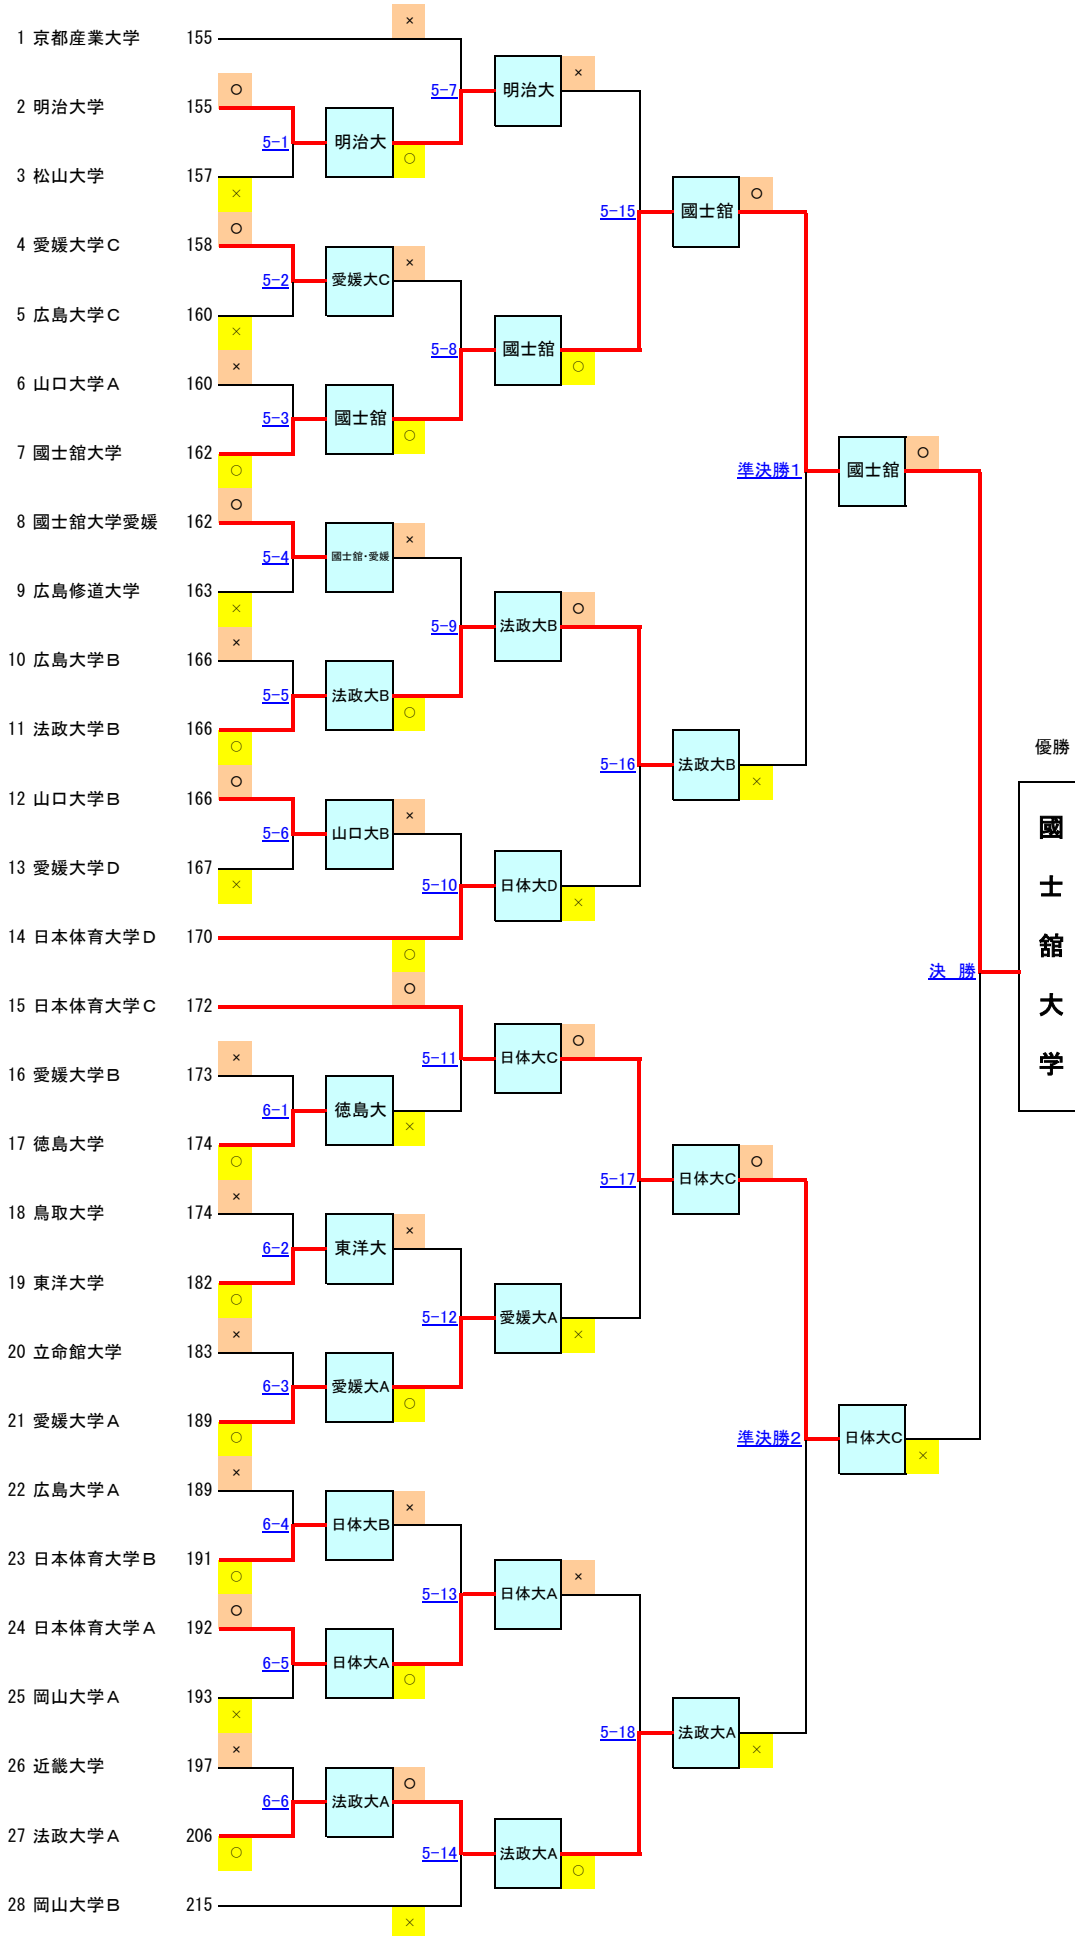 ×
1 京都産業大学 155
5-7 明治大 ×
○
2 明治大学 155
5-1 明治大 ○
3 松山大学 157
×
5-15 國士舘 ○
○
4 愛媛大学C 158
5-2 愛媛大C ×
5 広島大学C 160
×
5-8 國士舘 ○
×
6 山口大学A 160
5-3 國士舘 ○
7 國士舘大学 162
○
準決勝1 國士舘 ○
○
8 國士舘大学愛媛 162
5-4 國士舘・愛媛 ×
9 広島修道大学 163
×
5-9 法政大B ○
×
10 広島大学B 166
5-5 法政大B ○
11 法政大学B 166
○
5-16 法政大B ×
○
12 山口大学B 166
5-6 山口大B ×
13 愛媛大学D 167
×
5-10 日体大D ×
14 日本体育大学D 170
○
優勝
國士舘大学
決 勝
○
15 日本体育大学C 172
5-11 日体大C ○
×
16 愛媛大学B 173
6-1 徳島大 ×
17 徳島大学 174
○
5-17 日体大C ○
×
18 鳥取大学 174
6-2 東洋大 ×
19 東洋大学 182
○
5-12 愛媛大A ×
×
20 立命館大学 183
6-3 愛媛大A ○
21 愛媛大学A 189
○
準決勝2 日体大C ×
×
22 広島大学A 189
6-4 日体大B ×
23 日本体育大学B 191
○
5-13 日体大A ×
○
24 日本体育大学A 192
6-5 日体大A ○
25 岡山大学A 193
×
5-18 法政大A ×
×
26 近畿大学 197
6-6 法政大A ○
27 法政大学A 206
○
5-14 法政大A ○
28 岡山大学B 215
×